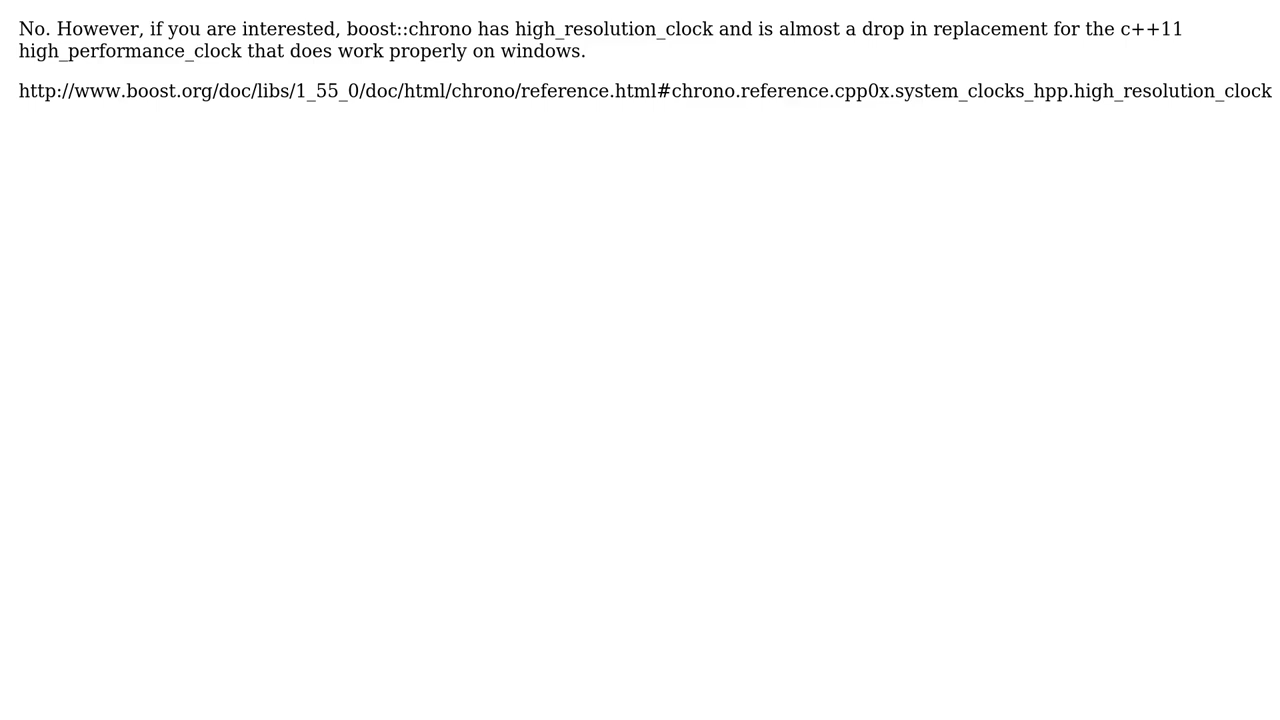 No. However, if you are interested, boost::chrono has high_resolution_clock and is almost a drop in replacement for the c++11
high_performance_clock that does work properly on windows.
http://www.boost.org/doc/libs/1_55_0/doc/html/chrono/reference.html#chrono.reference.cpp0x.system_clocks_hpp.high_resolution_clock